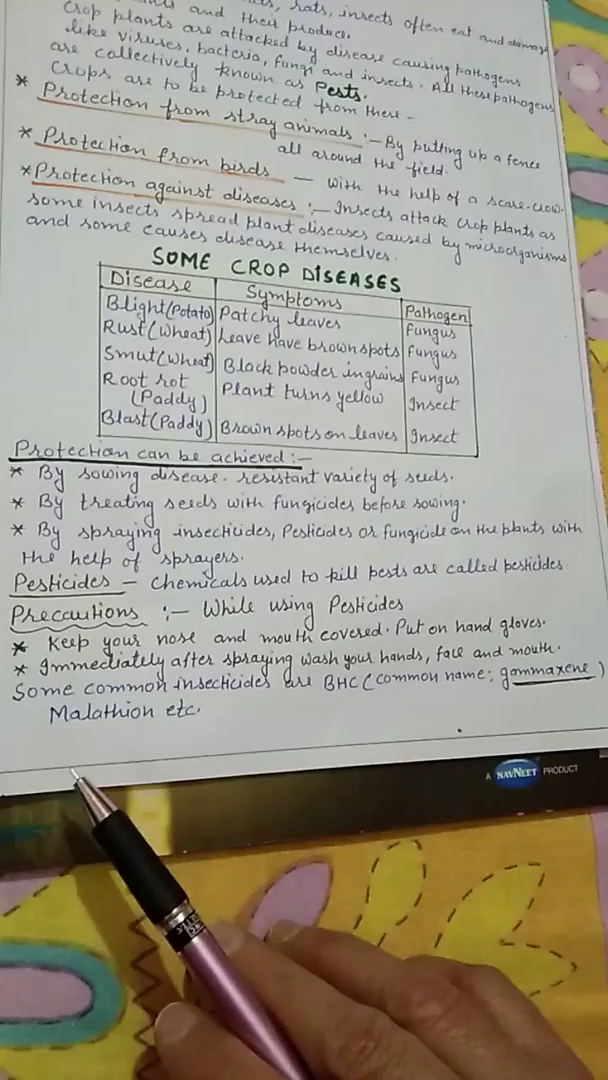 and their produce, rats, insects often eat and damage
Crop plants are attacked by disease causing pathogens
like viruses, bacteria, fungi and insects. All these pathogens
are collectively known as Pests.
Crops are to be protected from these -
* Protection from stray animals :- By putting up a fence
all around the field.
* Protection from birds — With the help of a scare-crow.
* Protection against diseases :- Insects attack crop plants as
some insects spread plant diseases caused by microorganisms
and some causes disease themselves.
SOME CROP DISEASES
Disease Symptoms Pathogen
Blight(Potato) Patchy leaves Fungus
Rust(Wheat) Leave have brown spots Fungus
Smut(Wheat) Black powder in grains Fungus
Root rot Plant turns yellow Insect
(Paddy)
Blast(Paddy) Brown spots on leaves Insect
Protection can be achieved :-
* By sowing disease-resistant variety of seeds.
* By treating seeds with fungicides before sowing.
* By spraying insecticides, Pesticides or fungicide on the plants with
the help of sprayers.
Pesticides - Chemicals used to kill pests are called pesticides.
Precautions :- While using Pesticides
* Keep your nose and mouth covered. Put on hand gloves.
* Immediately after spraying wash your hands, face and mouth.
Some common insecticides are BHC (common name: gammaxene)
Malathion etc.
A NAVNEET PRODUCT